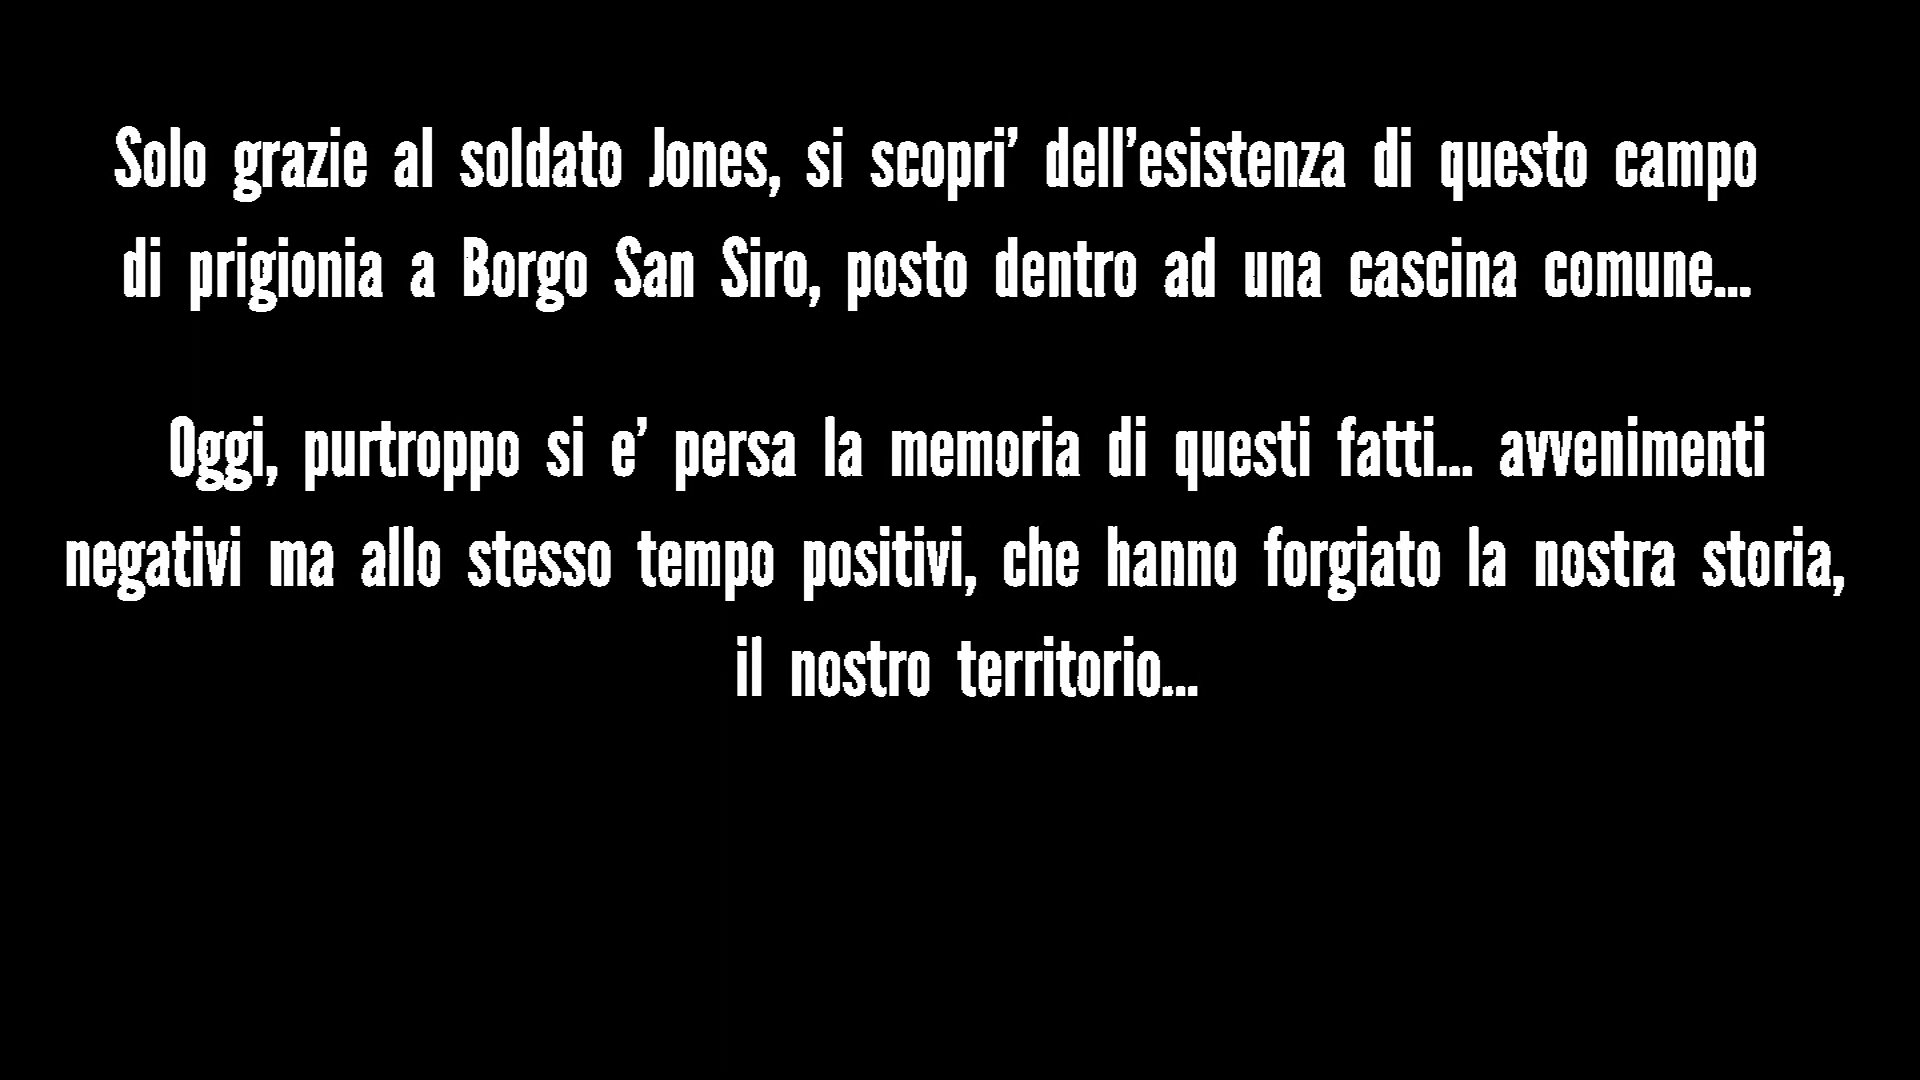 Solo grazie al soldato Jones, si scopri' dell'esistenza di questo campo
di prigionia a Borgo San Siro, posto dentro ad una cascina comune...
Oggi, purtroppo si e' persa la memoria di questi fatti... avvenimenti
negativi ma allo stesso tempo positivi, che hanno forgiato la nostra storia,
il nostro territorio...